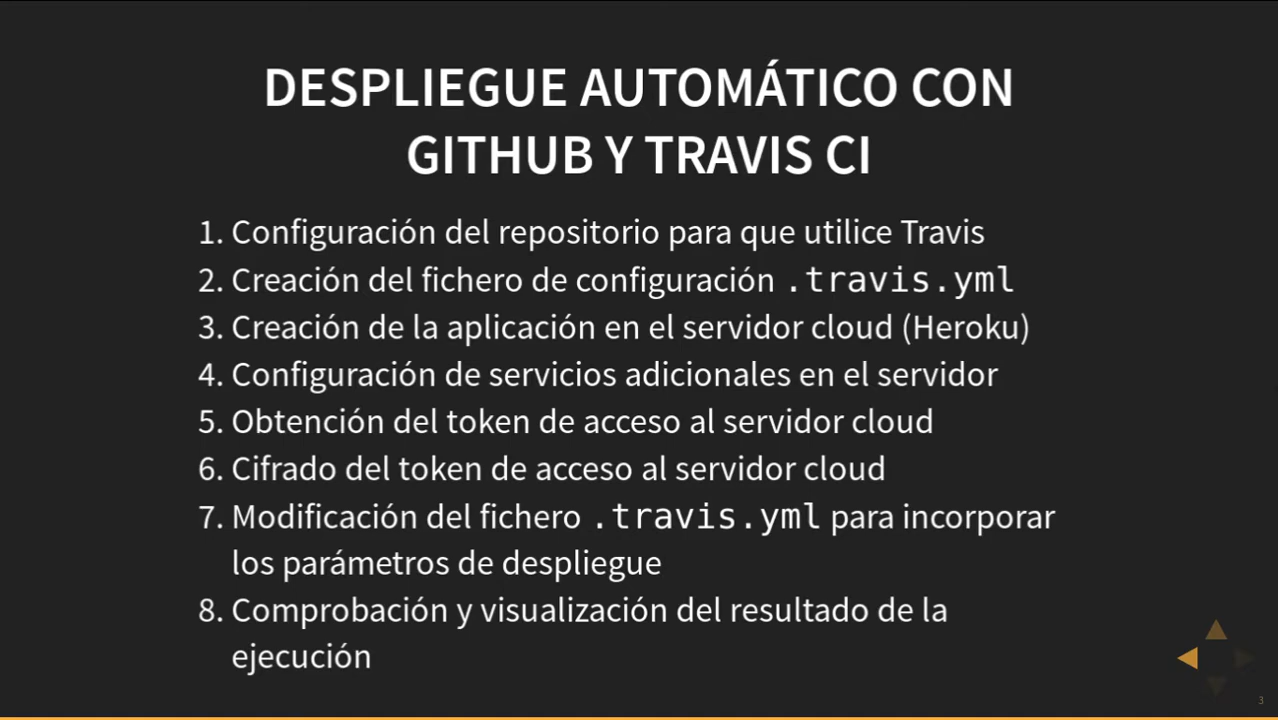 DESPLIEGUE AUTOMÁTICO CON
GITHUB Y TRAVIS CI
1. Configuración del repositorio para que utilice Travis
2. Creación del fichero de configuración .travis.yml
3. Creación de la aplicación en el servidor cloud (Heroku)
4. Configuración de servicios adicionales en el servidor
5. Obtención del token de acceso al servidor cloud
6. Cifrado del token de acceso al servidor cloud
7. Modificación del fichero .travis.yml para incorporar
los parámetros de despliegue
8. Comprobación y visualización del resultado de la
ejecución
3